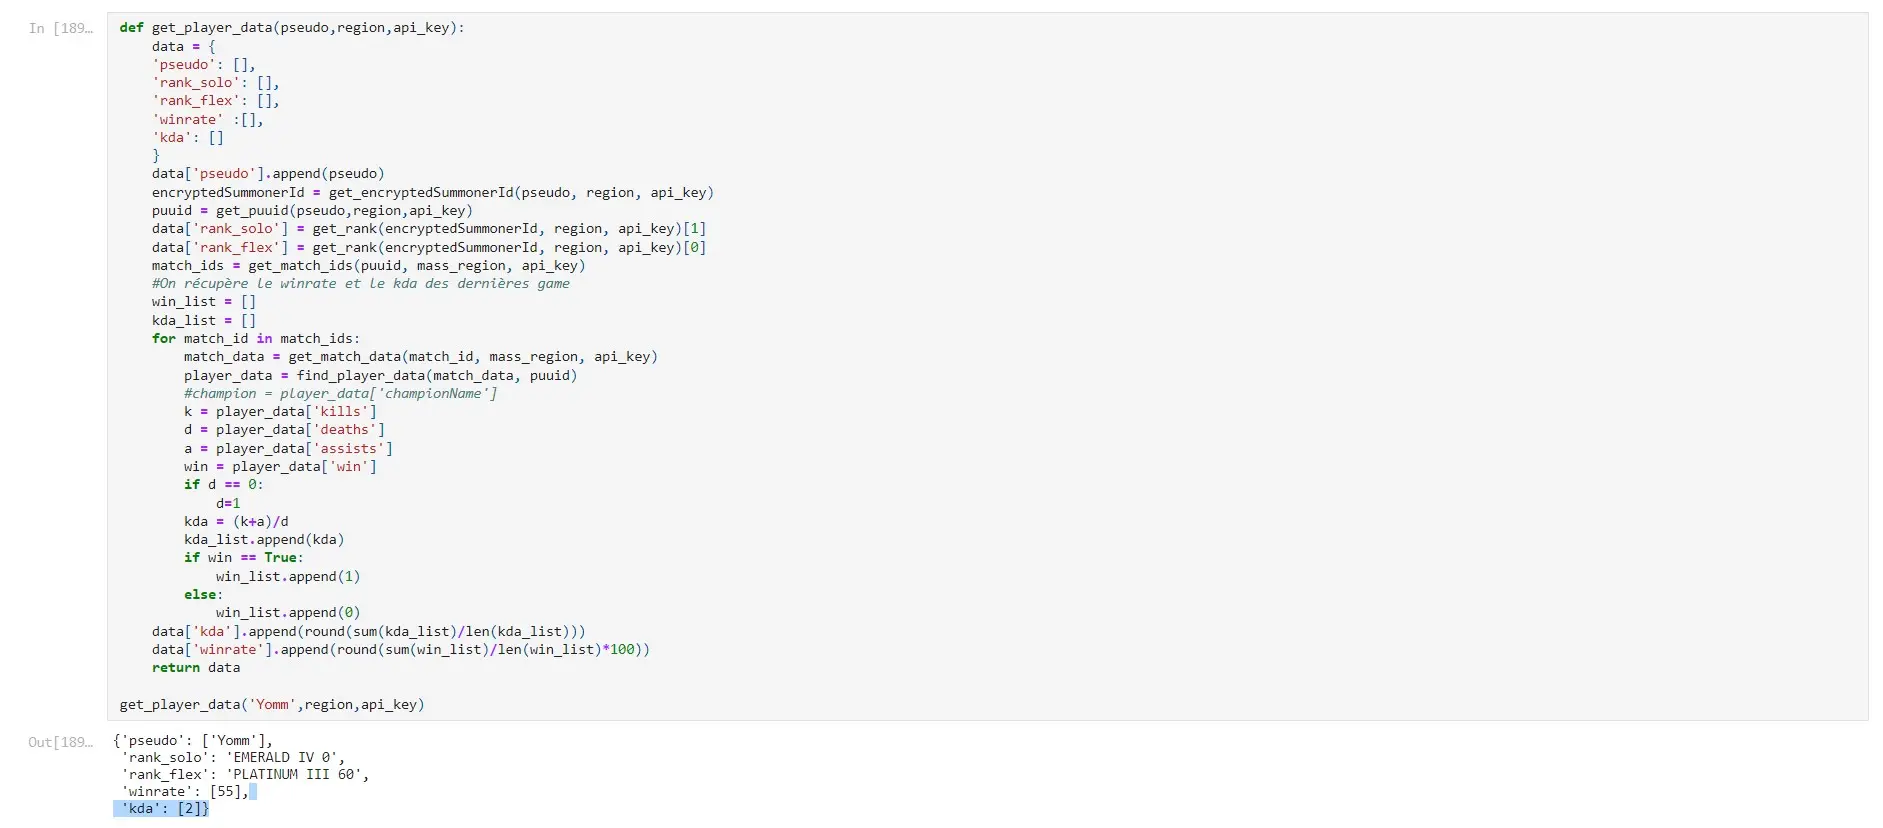 In [189…
def get_player_data(pseudo,region,api_key):
    data = {
    'pseudo': [],
    'rank_solo': [],
    'rank_flex': [],
    'winrate' :[],
    'kda': []
    }
    data['pseudo'].append(pseudo)
    encryptedSummonerId = get_encryptedSummonerId(pseudo, region, api_key)
    puuid = get_puuid(pseudo,region,api_key)
    data['rank_solo'] = get_rank(encryptedSummonerId, region, api_key)[1]
    data['rank_flex'] = get_rank(encryptedSummonerId, region, api_key)[0]
    match_ids = get_match_ids(puuid, mass_region, api_key)
    #On récupère le winrate et le kda des dernières game
    win_list = []
    kda_list = []
    for match_id in match_ids:
        match_data = get_match_data(match_id, mass_region, api_key)
        player_data = find_player_data(match_data, puuid)
        #champion = player_data['championName']
        k = player_data['kills']
        d = player_data['deaths']
        a = player_data['assists']
        win = player_data['win']
        if d == 0:
            d=1
        kda = (k+a)/d
        kda_list.append(kda)
        if win == True:
            win_list.append(1)
        else:
            win_list.append(0)
    data['kda'].append(round(sum(kda_list)/len(kda_list)))
    data['winrate'].append(round(sum(win_list)/len(win_list)*100))
    return data
get_player_data('Yomm',region,api_key)
Out[189…
{'pseudo': ['Yomm'],
 'rank_solo': 'EMERALD IV 0',
 'rank_flex': 'PLATINUM III 60',
 'winrate': [55],
 'kda': [2]}